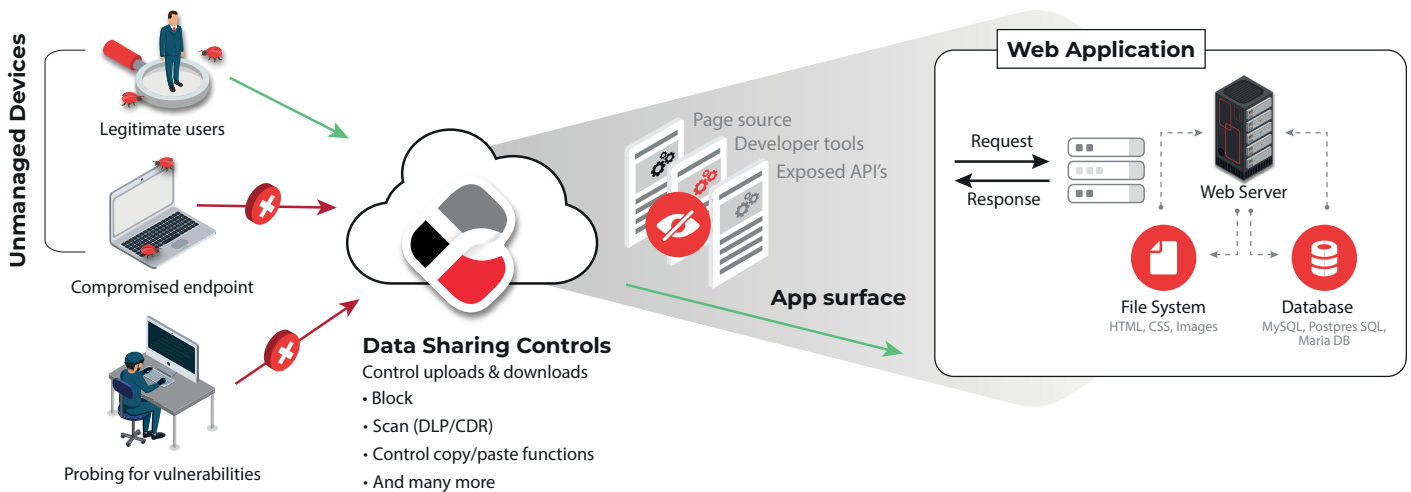 Unmanaged Devices
Legitimate users
Compromised endpoint
Probing for vulnerabilities
Data Sharing Controls
Control uploads & downloads
• Block
• Scan (DLP/CDR)
• Control copy/paste functions
• And many more
Page source
Developer tools
Exposed API's
App surface
Web Application
Request
Response
Web Server
File System
HTML, CSS, Images
Database
MySQL, Postpres SQL,
Maria DB